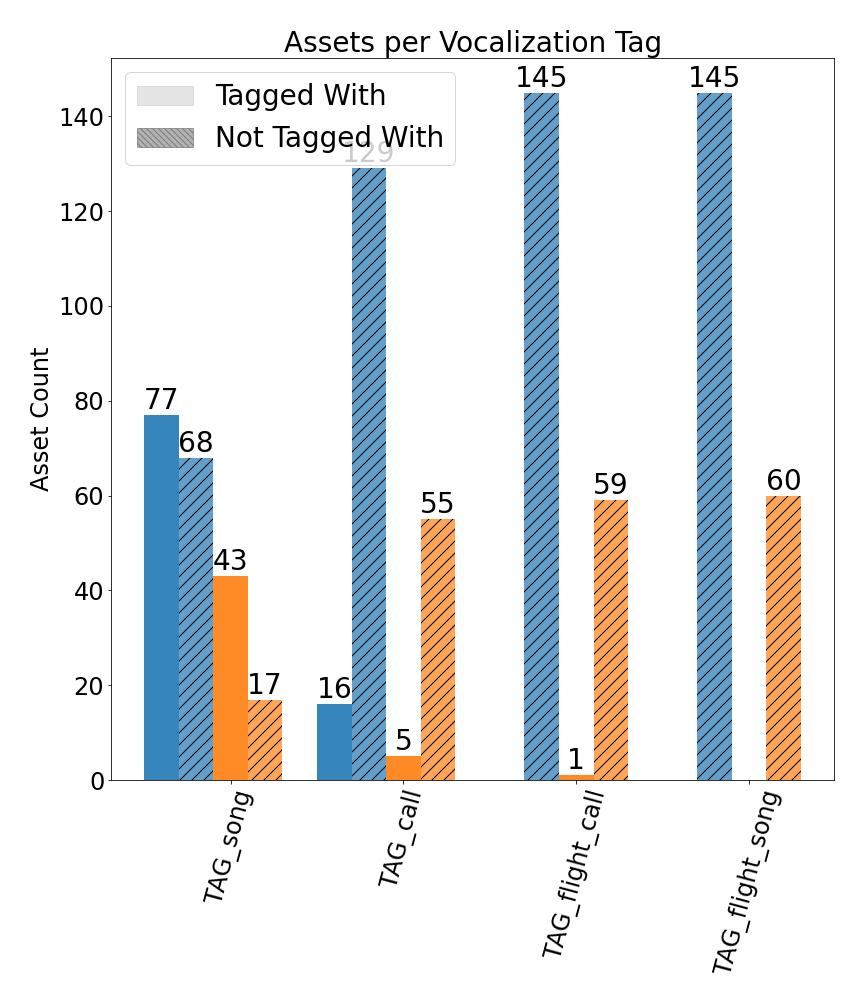 Assets per Vocalization Tag
Tagged With
Not Tagged With
Asset Count
140
120
100
80
60
40
20
0
77
68
43
17
16
129
5
55
145
1
59
145
60
TAG_song
TAG_call
TAG_flight_call
TAG_flight_song